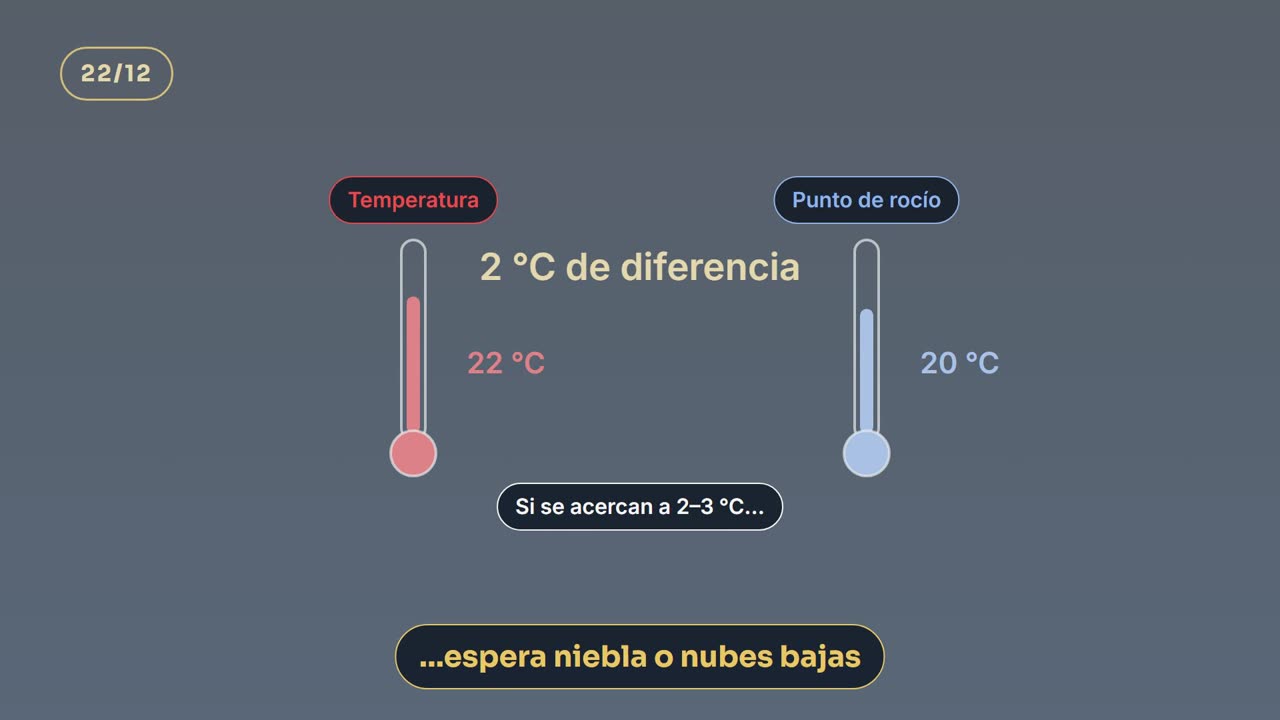 22/12
Temperatura
Punto de rocío
2 °C de diferencia
22 °C
20 °C
Si se acercan a 2–3 °C...
...espera niebla o nubes bajas